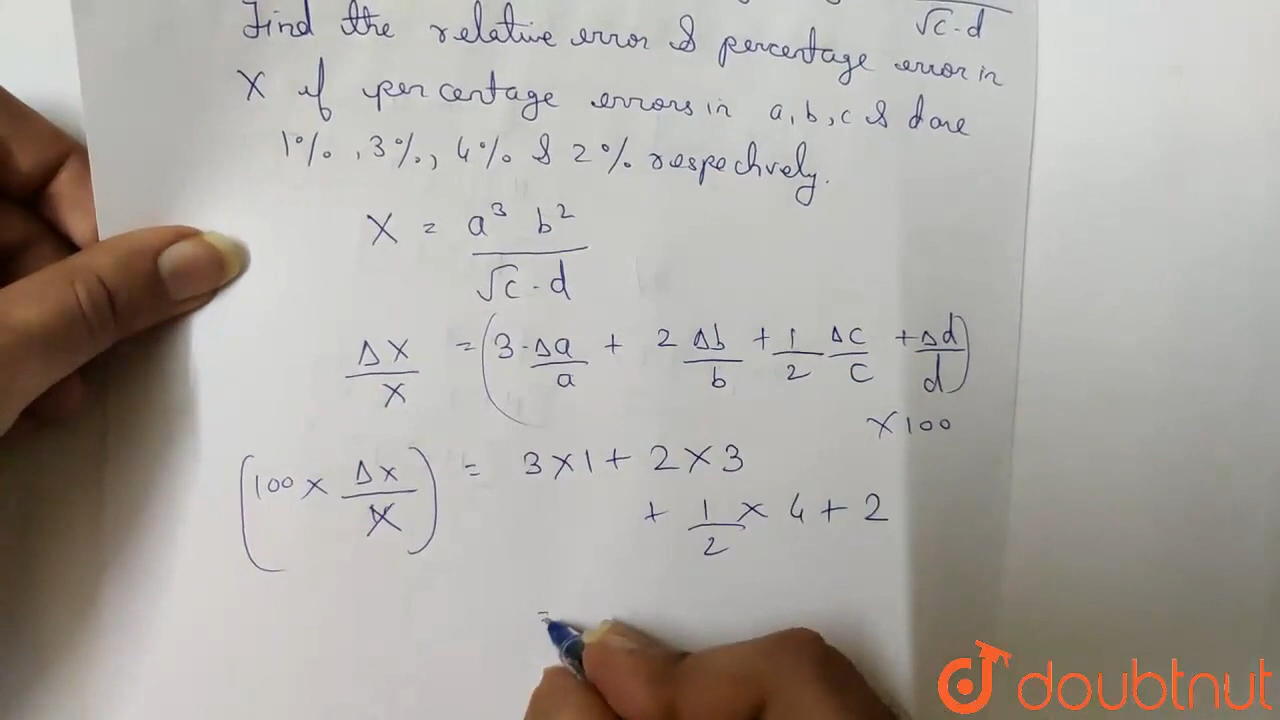 √c·d
Find the relative error & percentage error in
X if percentage errors in a, b, c & d are
1%, 3%, 4% & 2% respechvely.
X = a³ b²
√c·d
ΔX/X = (3·Δa/a + 2 Δb/b + 1/2 Δc/c + Δd/d)
×100
(100 × Δx/X) = 3×1 + 2×3
+ 1/2 × 4 + 2
=
doubtnut